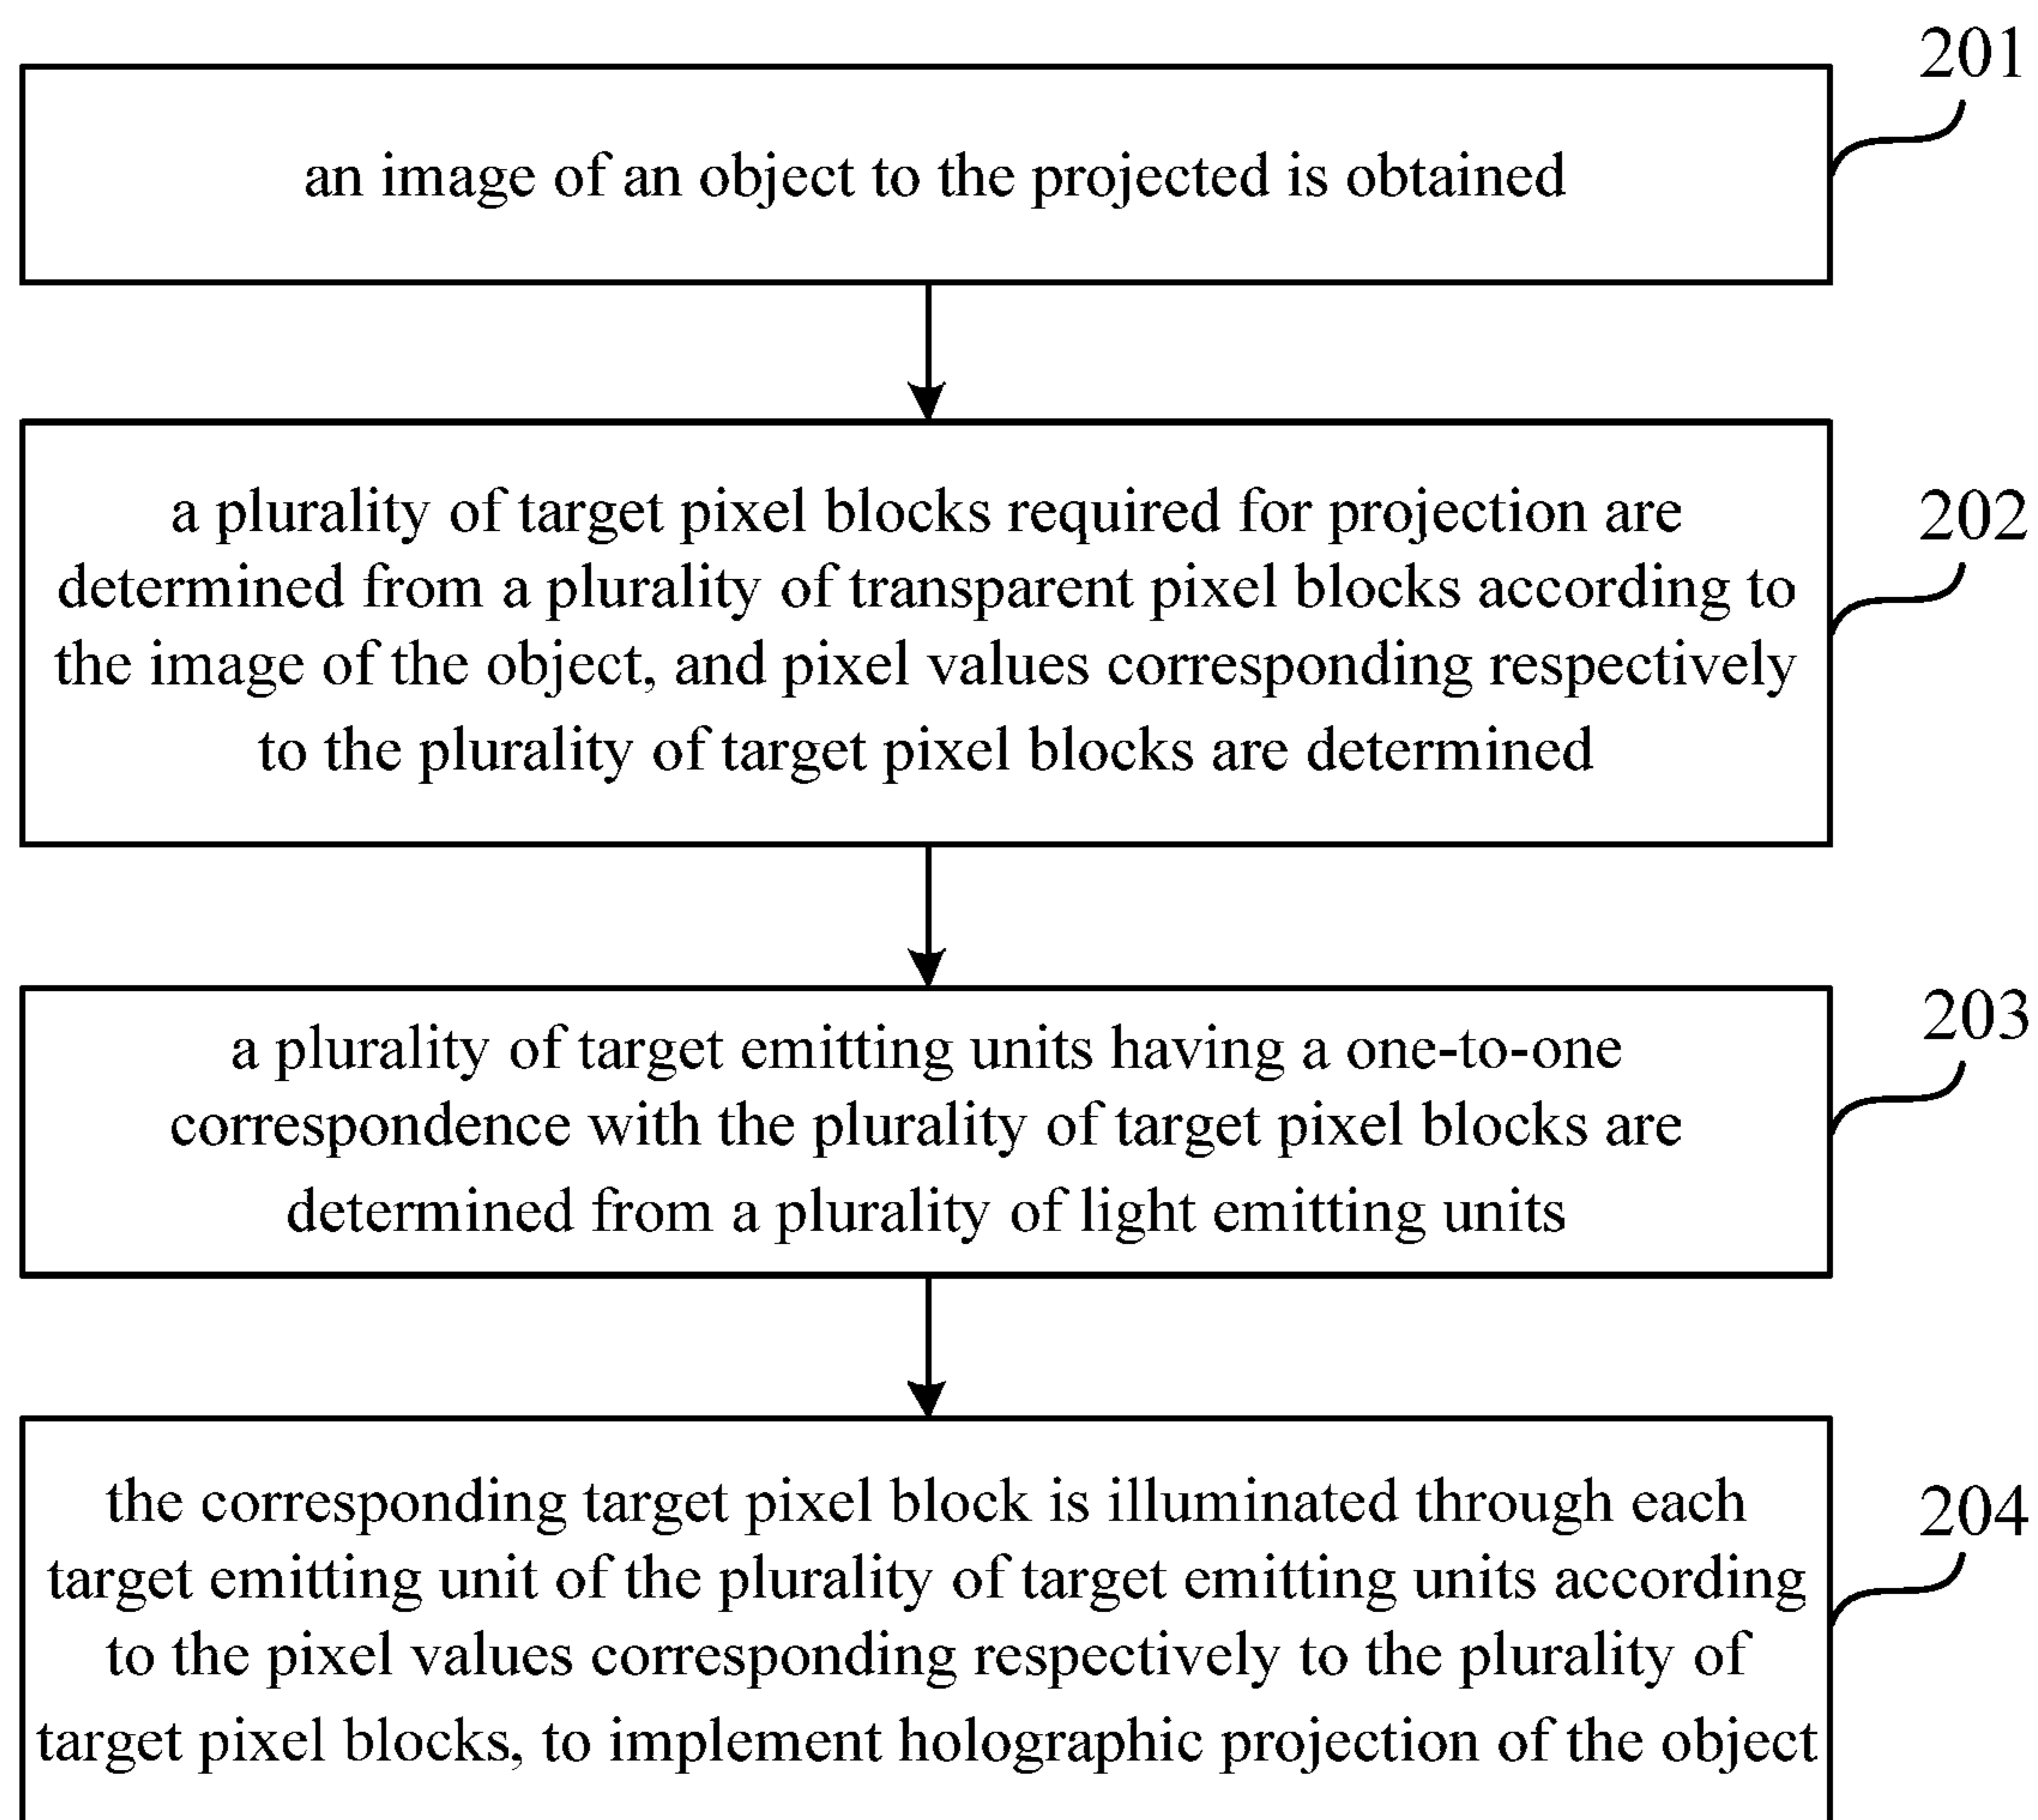 201
an image of an object to the projected is obtained
202
a plurality of target pixel blocks required for projection are
determined from a plurality of transparent pixel blocks according to
the image of the object, and pixel values corresponding respectively
to the plurality of target pixel blocks are determined
203
a plurality of target emitting units having a one-to-one
correspondence with the plurality of target pixel blocks are
determined from a plurality of light emitting units
204
the corresponding target pixel block is illuminated through each
target emitting unit of the plurality of target emitting units according
to the pixel values corresponding respectively to the plurality of
target pixel blocks, to implement holographic projection of the object